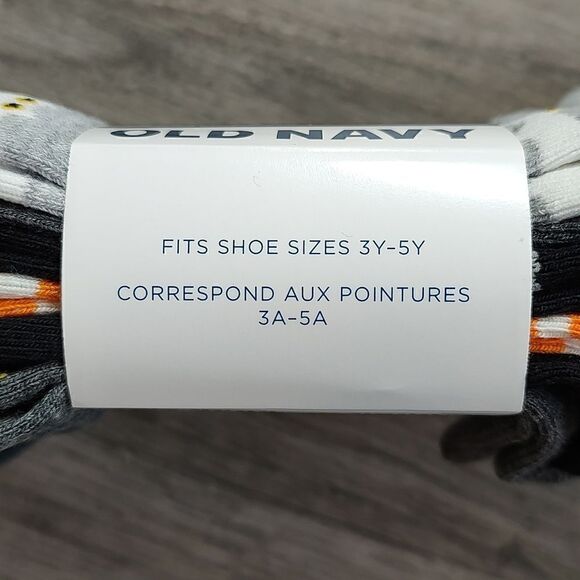 OLD NAVY
FITS SHOE SIZES 3Y–5Y
CORRESPOND AUX POINTURES
3A–5A